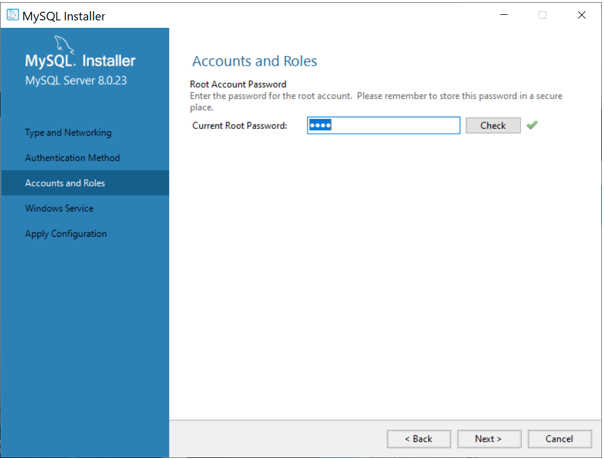 MySQL Installer
MySQL. Installer
MySQL Server 8.0.23
Type and Networking
Authentication Method
Accounts and Roles
Windows Service
Apply Configuration
Accounts and Roles
Root Account Password
Enter the password for the root account. Please remember to store this password in a secure
place.
Current Root Password: •••• Check
< Back Next > Cancel